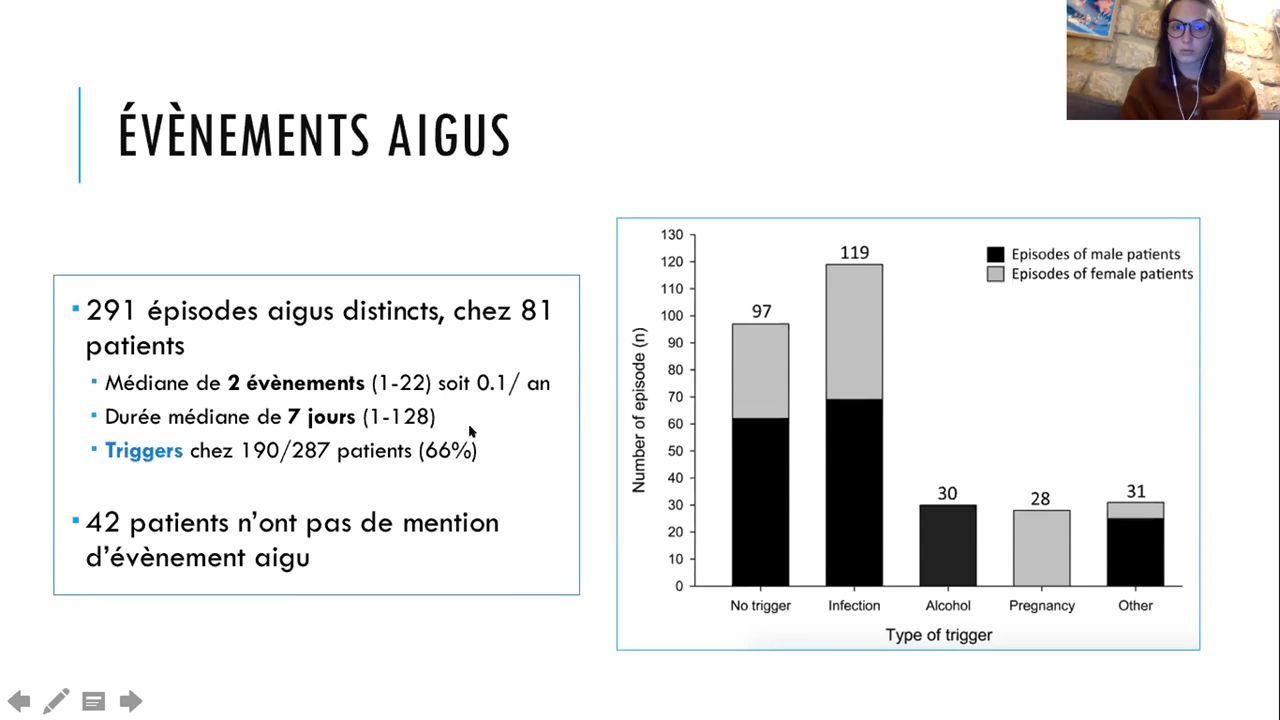 ÉVÈNEMENTS AIGUS
▪ 291 épisodes aigus distincts, chez 81
patients
▪ Médiane de 2 évènements (1-22) soit 0.1/ an
▪ Durée médiane de 7 jours (1-128)
▪ Triggers chez 190/287 patients (66%)
▪ 42 patients n’ont pas de mention
d’évènement aigu
Number of episode (n)
130
120
110
100
90
80
70
60
50
40
30
20
10
0
97
119
30
28
31
Episodes of male patients
Episodes of female patients
No trigger
Infection
Alcohol
Pregnancy
Other
Type of trigger